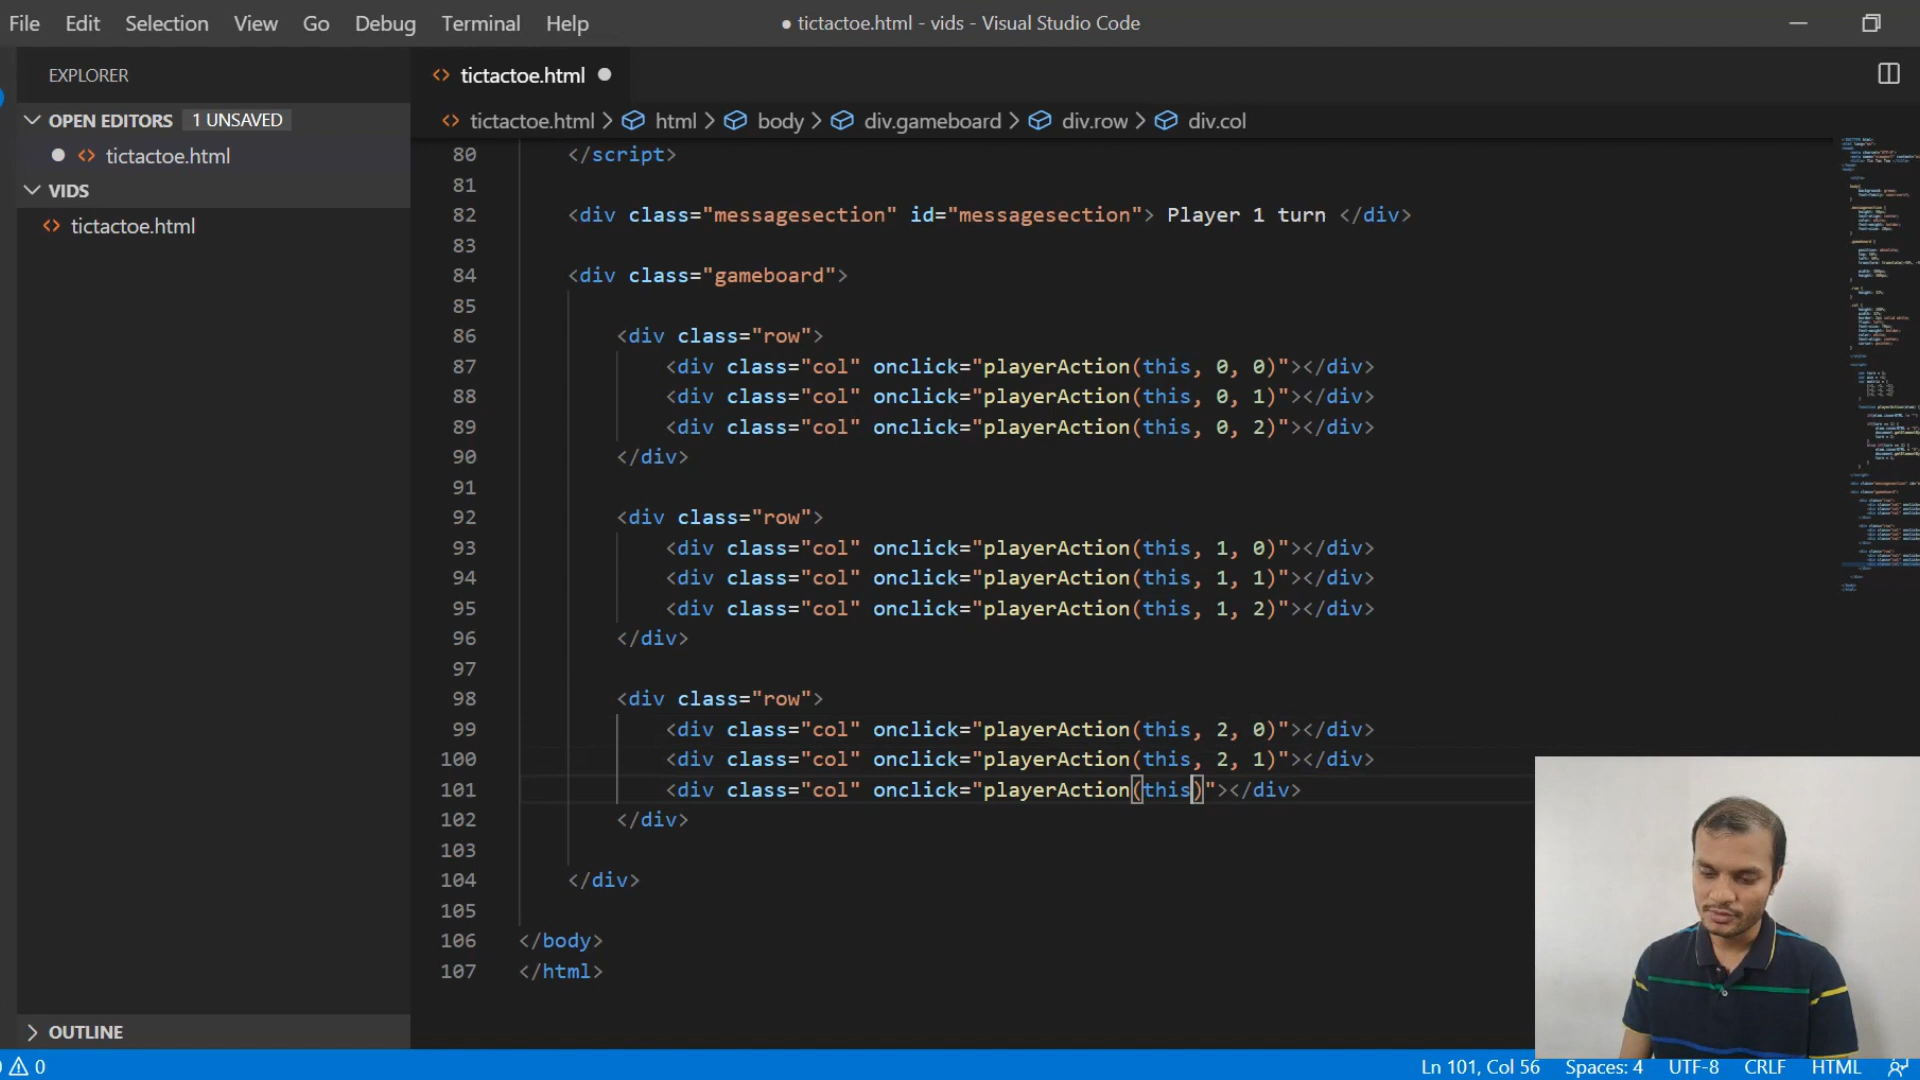 File Edit Selection View Go Debug Terminal Help
● tictactoe.html - vids - Visual Studio Code
EXPLORER
OPEN EDITORS 1 UNSAVED
tictactoe.html
VIDS
tictactoe.html
OUTLINE
tictactoe.html
tictactoe.html > html > body > div.gameboard > div.row > div.col
80 </script>
81
82 <div class="messagesection" id="messagesection"> Player 1 turn </div>
83
84 <div class="gameboard">
85
86 <div class="row">
87 <div class="col" onclick="playerAction(this, 0, 0)"></div>
88 <div class="col" onclick="playerAction(this, 0, 1)"></div>
89 <div class="col" onclick="playerAction(this, 0, 2)"></div>
90 </div>
91
92 <div class="row">
93 <div class="col" onclick="playerAction(this, 1, 0)"></div>
94 <div class="col" onclick="playerAction(this, 1, 1)"></div>
95 <div class="col" onclick="playerAction(this, 1, 2)"></div>
96 </div>
97
98 <div class="row">
99 <div class="col" onclick="playerAction(this, 2, 0)"></div>
100 <div class="col" onclick="playerAction(this, 2, 1)"></div>
101 <div class="col" onclick="playerAction(this)"></div>
102 </div>
103
104 </div>
105
106 </body>
107 </html>
0 Ln 101, Col 56 Spaces: 4 UTF-8 CRLF HTML